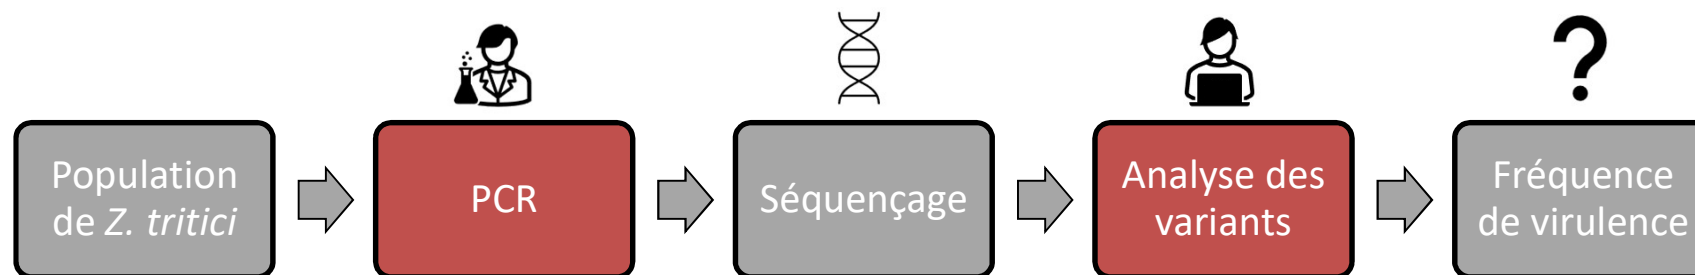 ?
Population
de Z. tritici
PCR
Séquençage
Analyse des
variants
Fréquence
de virulence